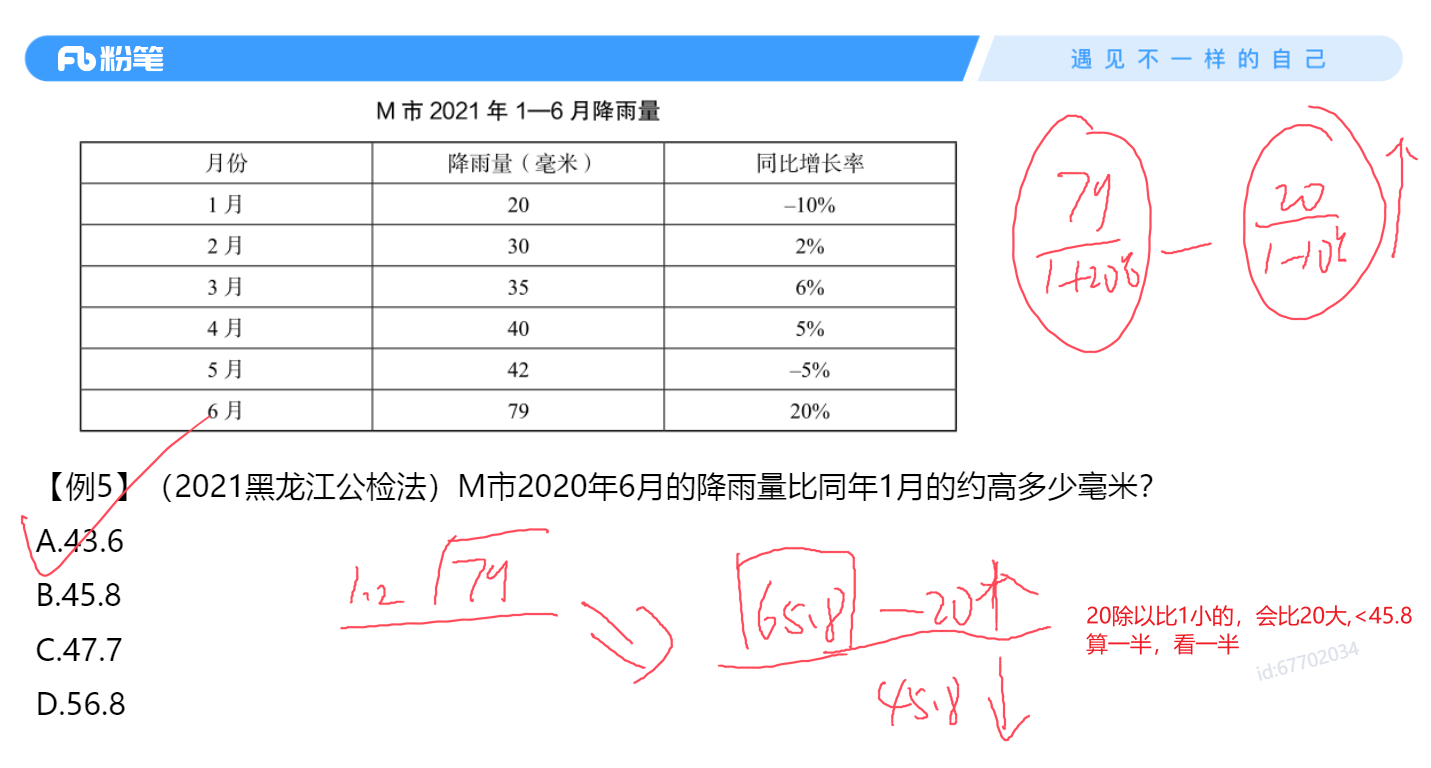 粉笔
遇见不一样的自己
M 市 2021 年 1—6 月降雨量
月份 降雨量（毫米） 同比增长率
1 月 20 –10%
2 月 30 2%
3 月 35 6%
4 月 40 5%
5 月 42 –5%
6 月 79 20%
79 / 1+20% — 20 / 1-10%
【例5】（2021黑龙江公检法）M市2020年6月的降雨量比同年1月的约高多少毫米？
A.43.6
B.45.8
C.47.7
D.56.8
1.2 79
65.8 —20↑
45.8 ↓
20除以比1小的，会比20大,<45.8
算一半，看一半
id:67702034